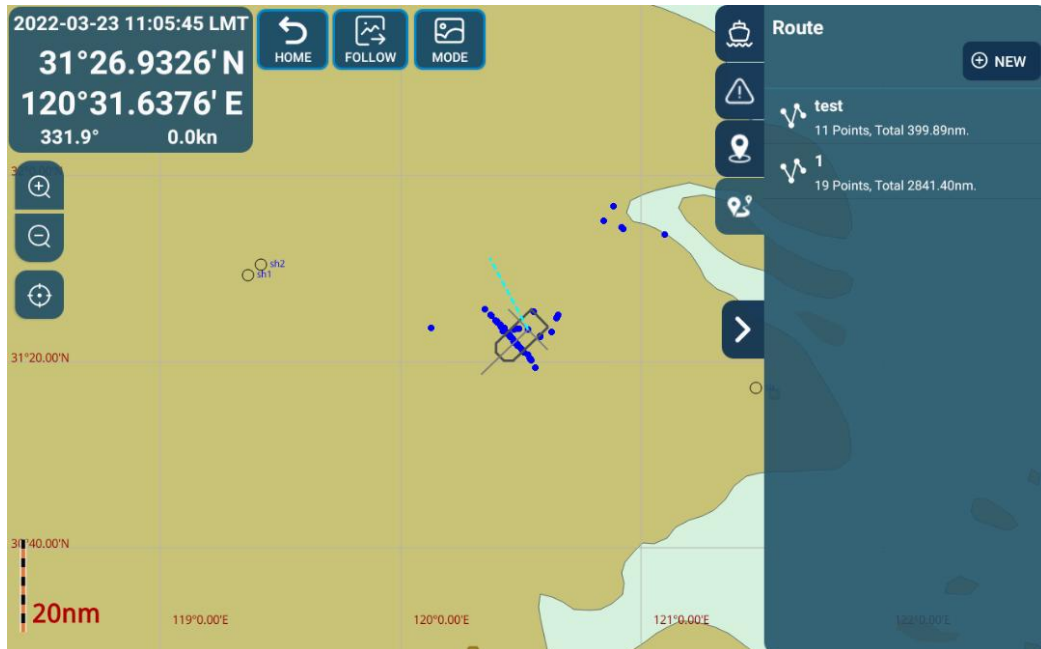 2022-03-23 11:05:45 LMT
31°26.9326' N
120°31.6376' E
331.9° 0.0kn
HOME
FOLLOW
MODE
Route
NEW
test
11 Points, Total 399.89nm.
1
19 Points, Total 2841.40nm.
sh2
sh1
31°20.00'N
30°40.00'N
20nm
119°0.00'E
120°0.00'E
121°0.00'E
122°0.00'E